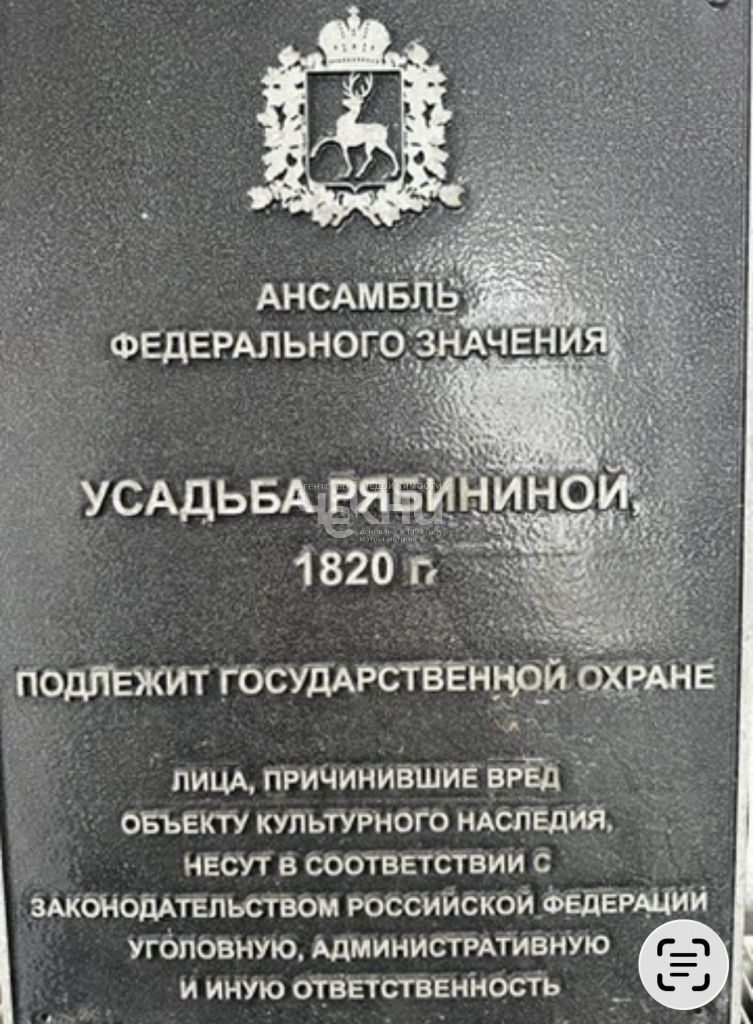 АНСАМБЛЬ
ФЕДЕРАЛЬНОГО ЗНАЧЕНИЯ
УСАДЬБА РЯБИНИНОЙ,
1820 г.
ПОДЛЕЖИТ ГОСУДАРСТВЕННОЙ ОХРАНЕ
ЛИЦА, ПРИЧИНИВШИЕ ВРЕД
ОБЪЕКТУ КУЛЬТУРНОГО НАСЛЕДИЯ,
НЕСУТ В СООТВЕТСТВИИ С
ЗАКОНОДАТЕЛЬСТВОМ РОССИЙСКОЙ ФЕДЕРАЦИИ
УГОЛОВНУЮ, АДМИНИСТРАТИВНУЮ
И ИНУЮ ОТВЕТСТВЕННОСТЬ